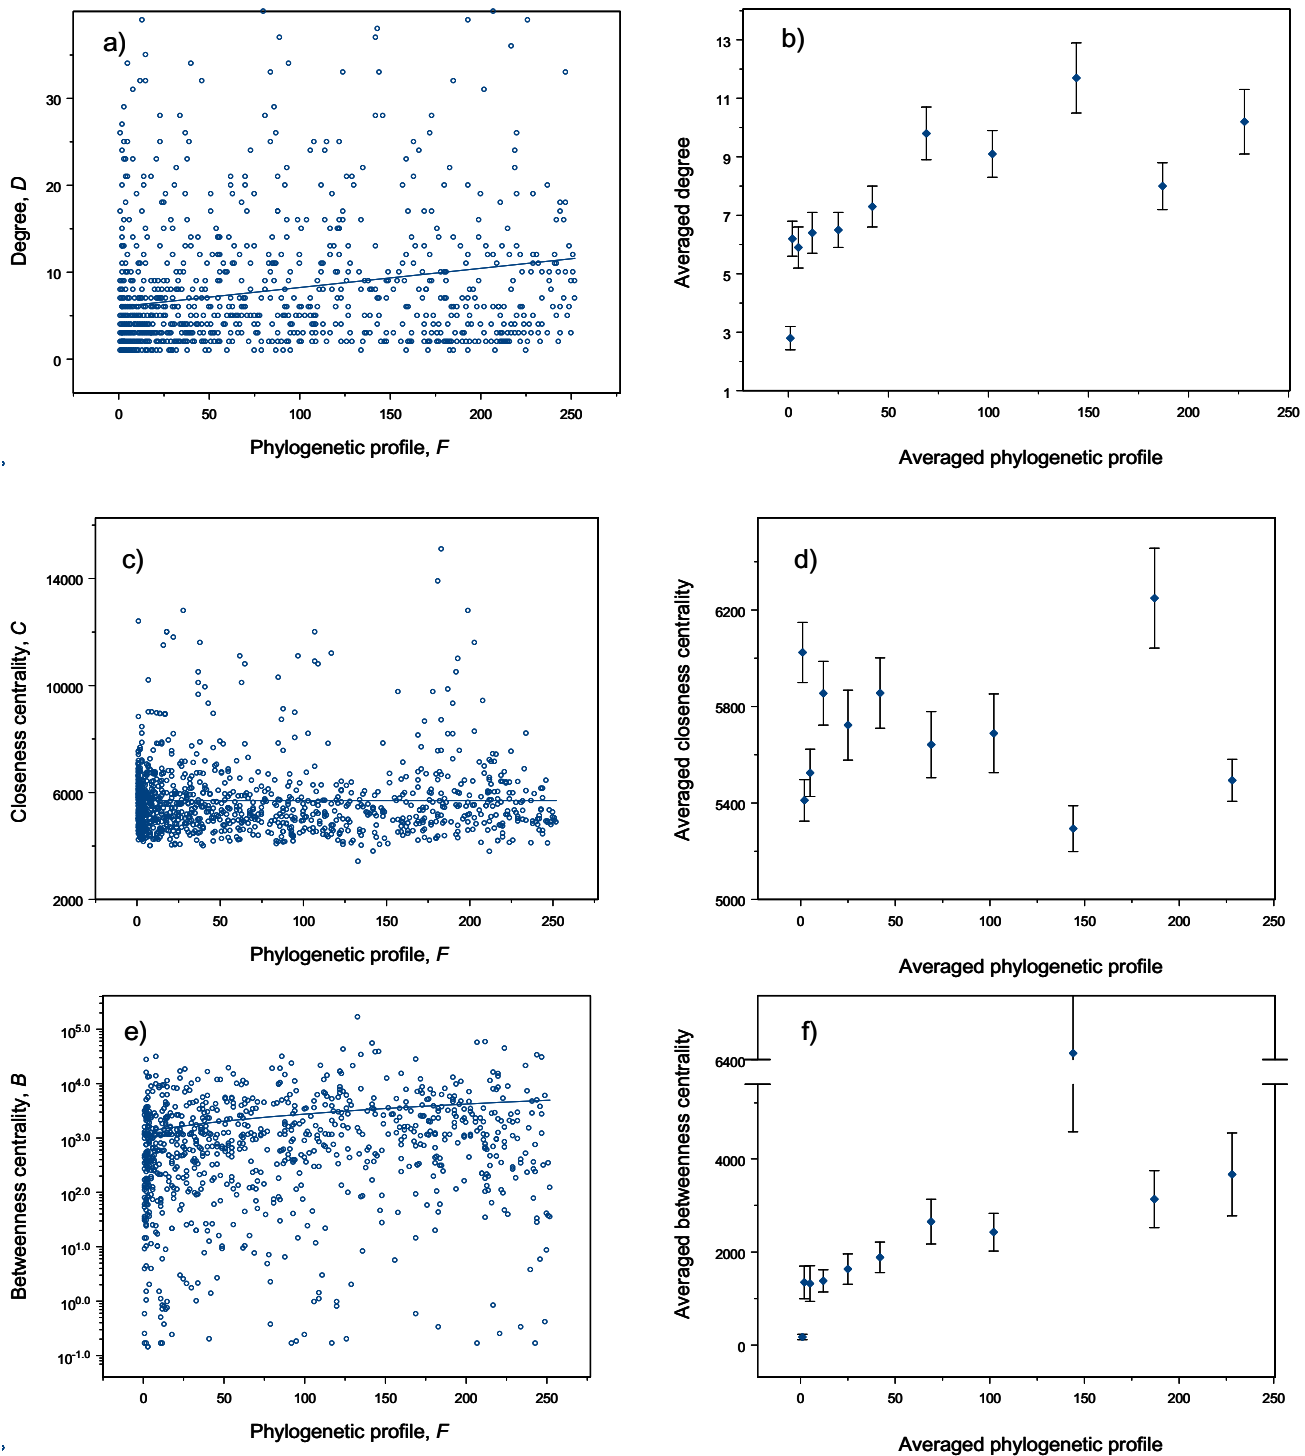 a)
30
20
10
0
Degree, D
0 50 100 150 200 250
Phylogenetic profile, F
b)
13
11
9
7
5
3
1
Averaged degree
0 50 100 150 200 250
Averaged phylogenetic profile
c)
14000
10000
6000
2000
Closeness centrality, C
0 50 100 150 200 250
Phylogenetic profile, F
d)
6200
5800
5400
5000
Averaged closeness centrality
0 50 100 150 200 250
Averaged phylogenetic profile
e)
10^5.0
10^4.0
10^3.0
10^2.0
10^1.0
10^0.0
10^-1.0
Betweenness centrality, B
0 50 100 150 200 250
Phylogenetic profile, F
f)
6400
4000
2000
0
Averaged betweenness centrality
0 50 100 150 200 250
Averaged phylogenetic profile